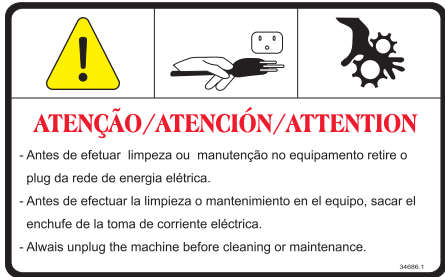 ATENÇÃO/ATENCIÓN/ATTENTION
- Antes de efetuar limpeza ou manutenção no equipamento retire o
plug da rede de energia elétrica.
- Antes de efectuar la limpieza o mantenimiento en el equipo, sacar el
enchufe de la toma de corriente eléctrica.
- Alwais unplug the machine before cleaning or maintenance.
34686.1